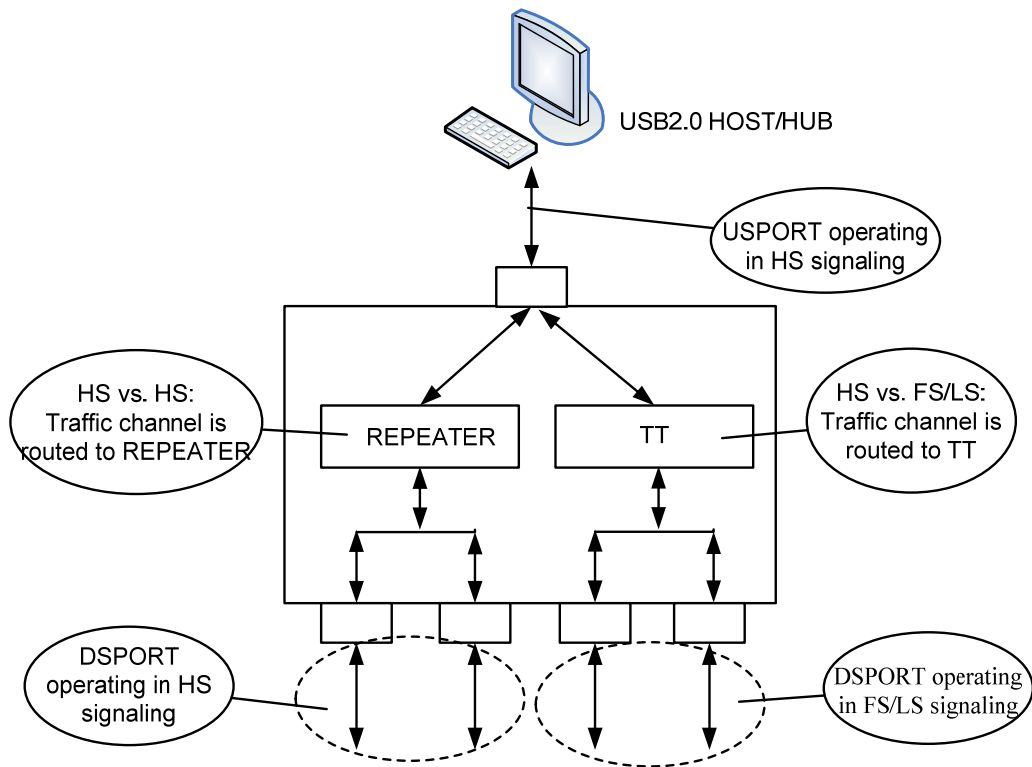 USB2.0 HOST/HUB
USPORT operating
in HS signaling
HS vs. HS:
Traffic channel is
routed to REPEATER
HS vs. FS/LS:
Traffic channel is
routed to TT
REPEATER
TT
DSPORT
operating in HS
signaling
DSPORT operating
in FS/LS signaling